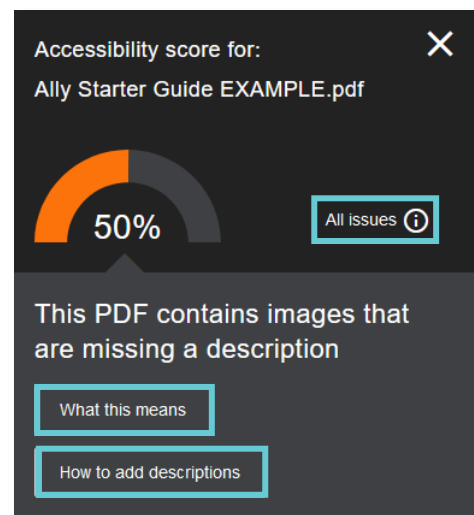 Accessibility score for:
Ally Starter Guide EXAMPLE.pdf
50%
All issues
This PDF contains images that
are missing a description
What this means
How to add descriptions